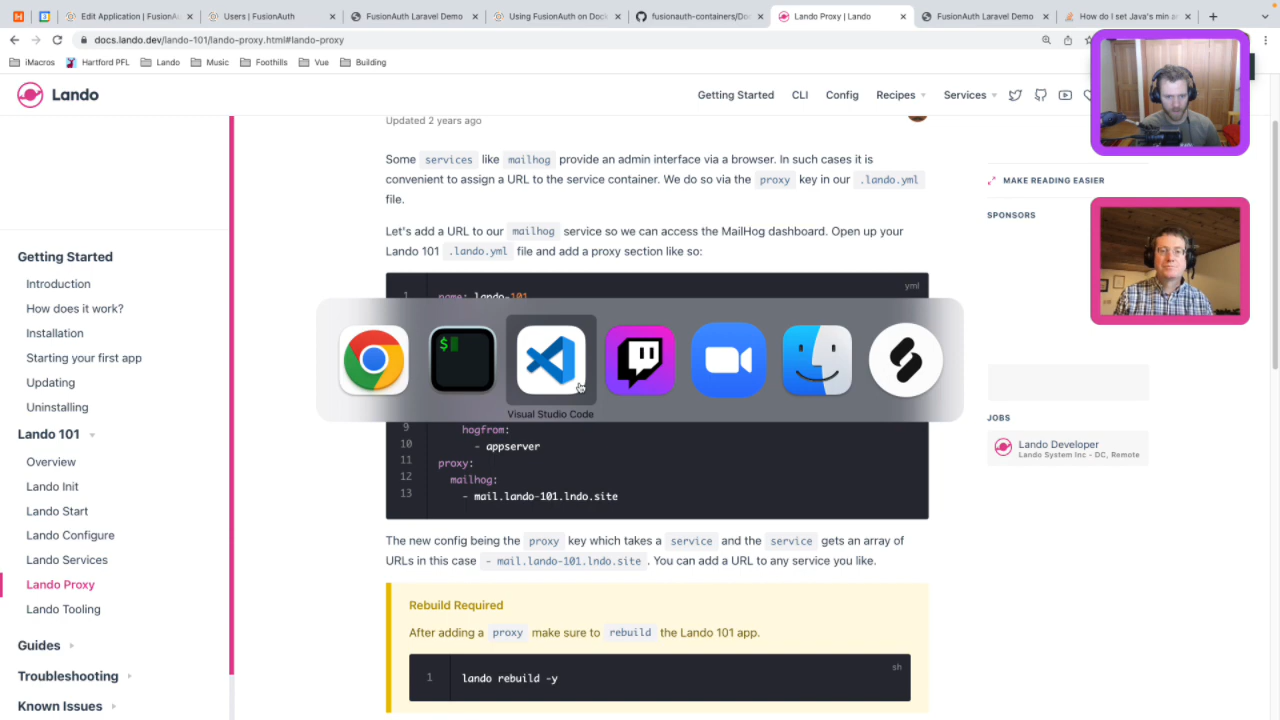 Edit Application | FusionA
Users | FusionAuth
FusionAuth Laravel Demo
Using FusionAuth on Dock
fusionauth-containers/Doc
Lando Proxy | Lando
FusionAuth Laravel Demo
How do I set Java's min an
docs.lando.dev/lando-101/lando-proxy.html#lando-proxy
iMacros
Hartford PFL
Lando
Music
Foothills
Vue
Building
Lando
Getting Started
CLI
Config
Recipes
Services
Updated 2 years ago
Some services like mailhog provide an admin interface via a browser. In such cases it is
convenient to assign a URL to the service container. We do so via the proxy key in our .lando.yml
file.
Let's add a URL to our mailhog service so we can access the MailHog dashboard. Open up your
Lando 101 .lando.yml file and add a proxy section like so:
yml
1 name: lando-101
$
Visual Studio Code
9 hogfrom:
10 - appserver
11 proxy:
12 mailhog:
13 - mail.lando-101.lndo.site
The new config being the proxy key which takes a service and the service gets an array of
URLs in this case - mail.lando-101.lndo.site . You can add a URL to any service you like.
Rebuild Required
After adding a proxy make sure to rebuild the Lando 101 app.
sh
1 lando rebuild -y
Getting Started
Introduction
How does it work?
Installation
Starting your first app
Updating
Uninstalling
Lando 101
Overview
Lando Init
Lando Start
Lando Configure
Lando Services
Lando Proxy
Lando Tooling
Guides
Troubleshooting
Known Issues
MAKE READING EASIER
SPONSORS
JOBS
Lando Developer
Lando System Inc - DC, Remote